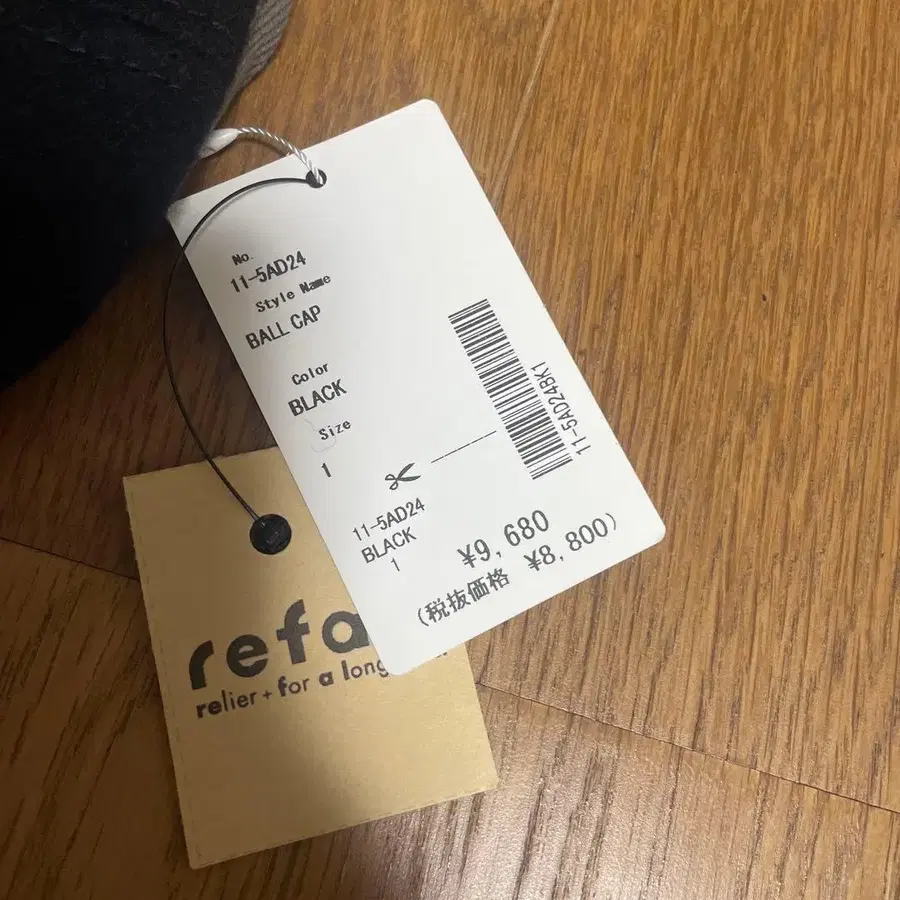 No.
11-5AD24
Style Name
BALL CAP
Color
BLACK
Size
1
11-5AD24BK1
11-5AD24
BLACK
1
¥9,680
(税抜価格 ¥8,800)
refa
relier + for a long